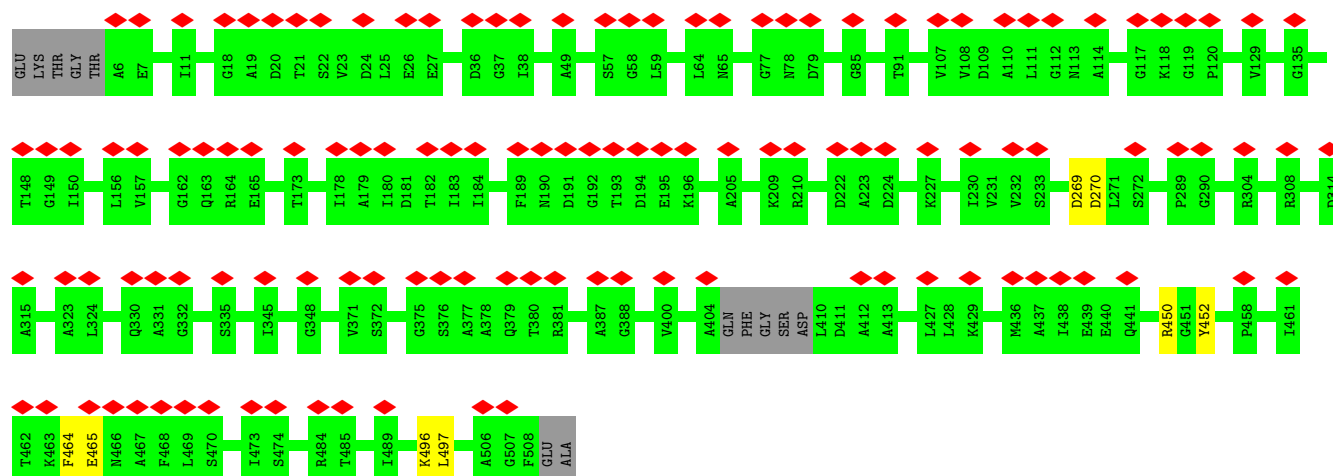 GLU LYS THR GLY THR A6 E7 I11 G18 A19 D20 T21 S22 V23 D24 L25 E26 E27 D36 G37 I38 A49 S57 G58 L59 L64 N65 G77 N78 D79 G85 T91 V107 V108 D109 A110 L111 G112 N113 A114 G117 K118 G119 P120 V129 G135
T148 G149 I150 L156 V157 G162 Q163 R164 E165 T173 I178 A179 I180 D181 T182 I183 I184 F189 N190 D191 G192 T193 D194 E195 K196 A205 K209 R210 D222 A223 D224 K227 I230 V231 V232 S233 D269 D270 L271 S272 P289 G290 R304 R308 D314
A315 A323 L324 Q330 A331 G332 S335 I345 G348 V371 S372 G375 S376 A377 A378 Q379 T380 R381 A387 G388 V400 A404 GLN PHE GLY SER ASP L410 D411 A412 A413 L427 L428 K429 M436 A437 I438 E439 E440 Q441 R450 G451 Y452 P458 I461
T462 K463 F464 E465 N466 A467 F468 L469 S470 I473 S474 R484 T485 I489 K496 L497 A506 G507 F508 GLU ALA